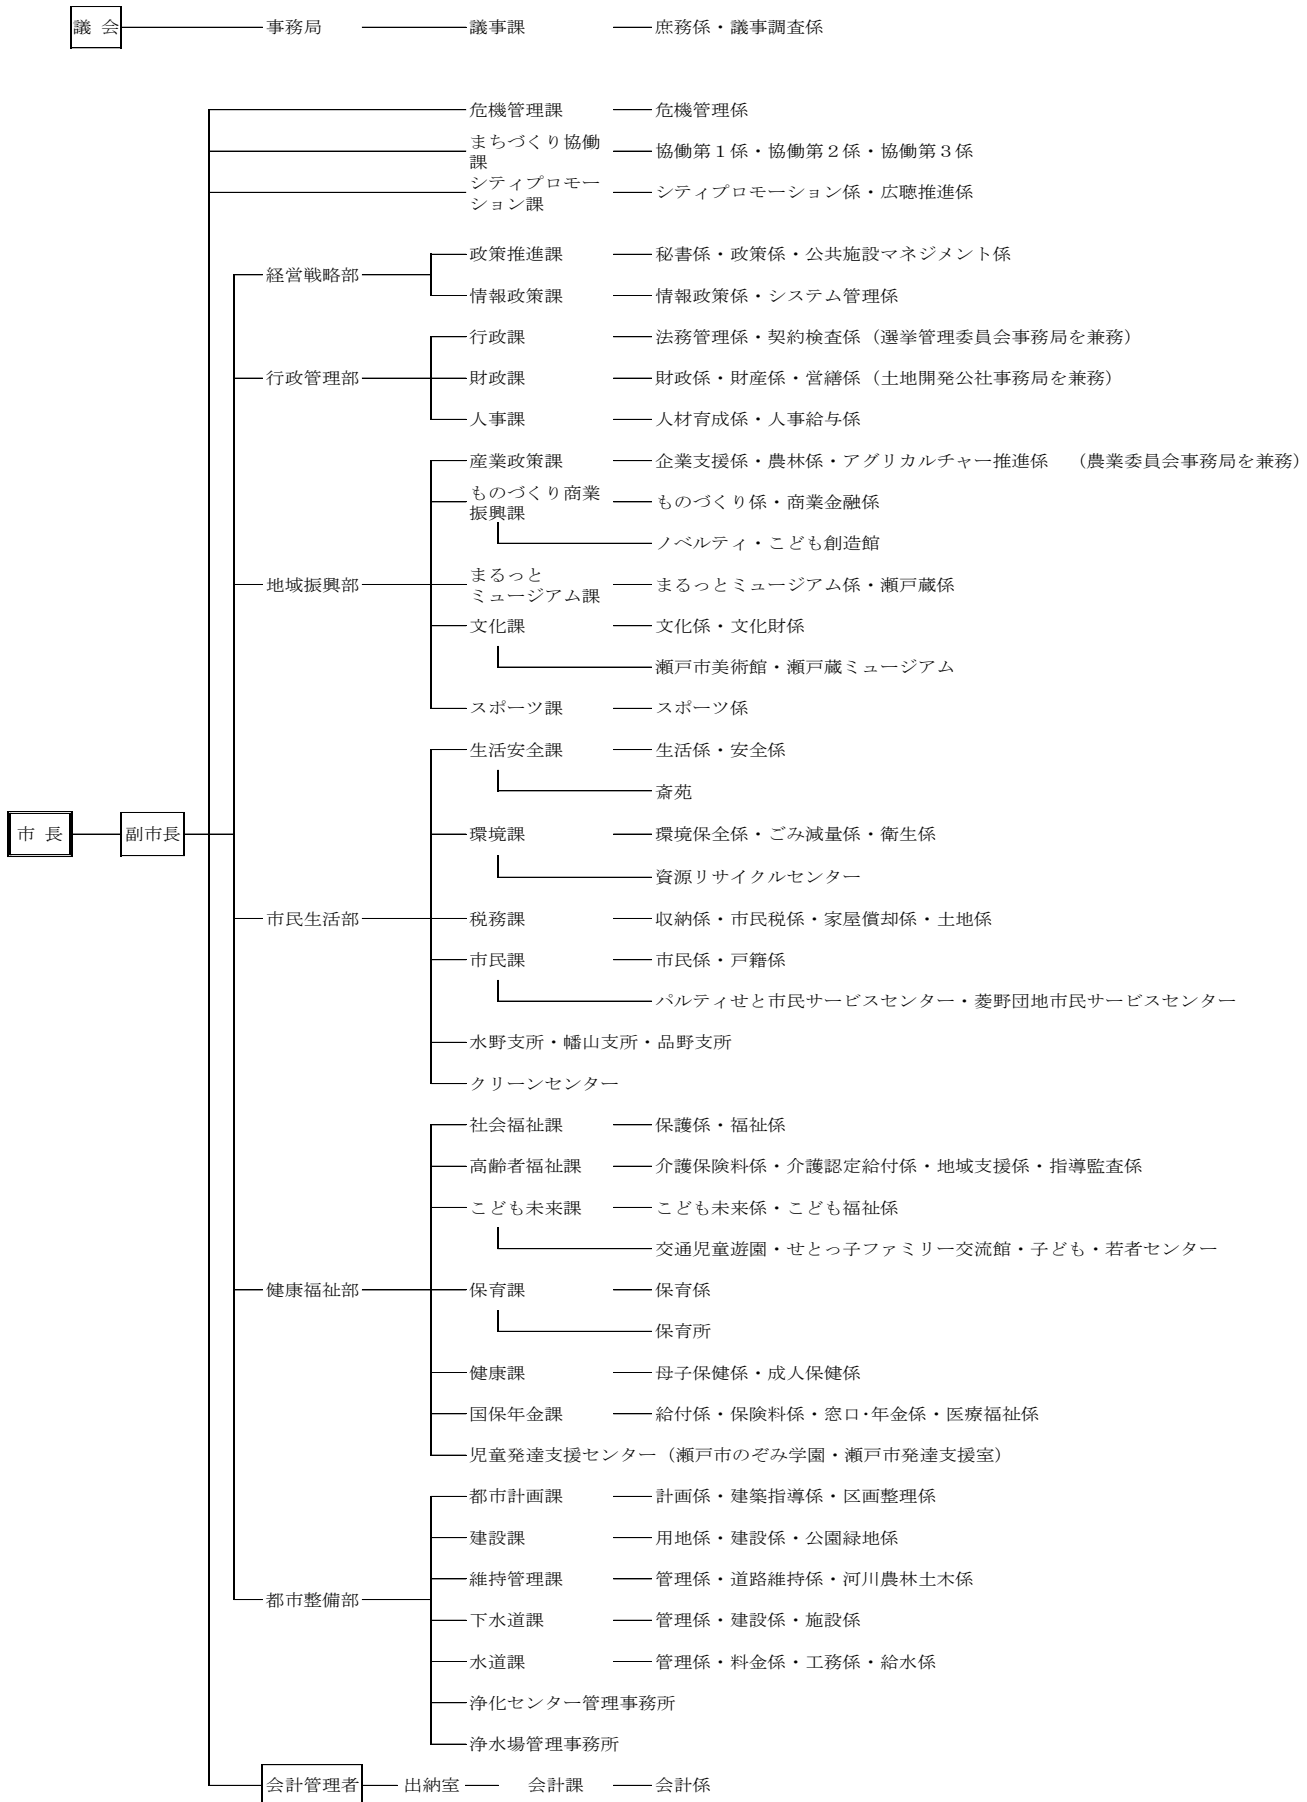 議 会 事務局 議事課 庶務係・議事調査係
危機管理課 危機管理係
まちづくり協働
課
協働第１係・協働第２係・協働第３係
シティプロモー
ション課
シティプロモーション係・広聴推進係
経営戦略部
政策推進課 秘書係・政策係・公共施設マネジメント係
情報政策課 情報政策係・システム管理係
行政管理部
行政課 法務管理係・契約検査係（選挙管理委員会事務局を兼務）
財政課 財政係・財産係・営繕係（土地開発公社事務局を兼務）
人事課 人材育成係・人事給与係
地域振興部
産業政策課 企業支援係・農林係・アグリカルチャー推進係 （農業委員会事務局を兼務）
ものづくり商業
振興課
ものづくり係・商業金融係
ノベルティ・こども創造館
まるっと
ミュージアム課
まるっとミュージアム係・瀬戸蔵係
文化課 文化係・文化財係
瀬戸市美術館・瀬戸蔵ミュージアム
スポーツ課 スポーツ係
市 長 副市長
市民生活部
生活安全課 生活係・安全係
斎苑
環境課 環境保全係・ごみ減量係・衛生係
資源リサイクルセンター
税務課 収納係・市民税係・家屋償却係・土地係
市民課 市民係・戸籍係
パルティせと市民サービスセンター・菱野団地市民サービスセンター
水野支所・幡山支所・品野支所
クリーンセンター
健康福祉部
社会福祉課 保護係・福祉係
高齢者福祉課 介護保険料係・介護認定給付係・地域支援係・指導監査係
こども未来課 こども未来係・こども福祉係
交通児童遊園・せとっ子ファミリー交流館・子ども・若者センター
保育課 保育係
保育所
健康課 母子保健係・成人保健係
国保年金課 給付係・保険料係・窓口･年金係・医療福祉係
児童発達支援センター（瀬戸市のぞみ学園・瀬戸市発達支援室）
都市整備部
都市計画課 計画係・建築指導係・区画整理係
建設課 用地係・建設係・公園緑地係
維持管理課 管理係・道路維持係・河川農林土木係
下水道課 管理係・建設係・施設係
水道課 管理係・料金係・工務係・給水係
浄化センター管理事務所
浄水場管理事務所
会計管理者 出納室 会計課 会計係